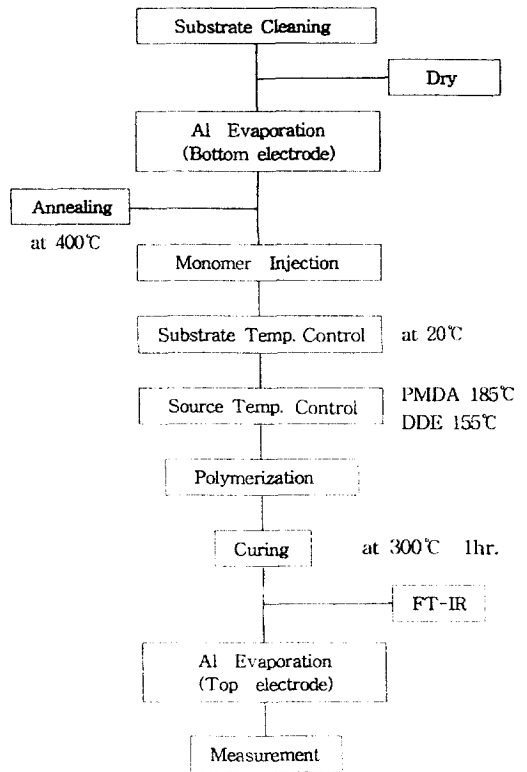 Substrate Cleaning
Dry
Al Evaporation
(Bottom electrode)
Annealing
at 400℃
Monomer Injection
Substrate Temp. Control
at 20℃
Source Temp. Control
PMDA 185℃
DDE 155℃
Polymerization
Curing
at 300℃ 1hr.
FT-IR
Al Evaporation
(Top electrode)
Measurement